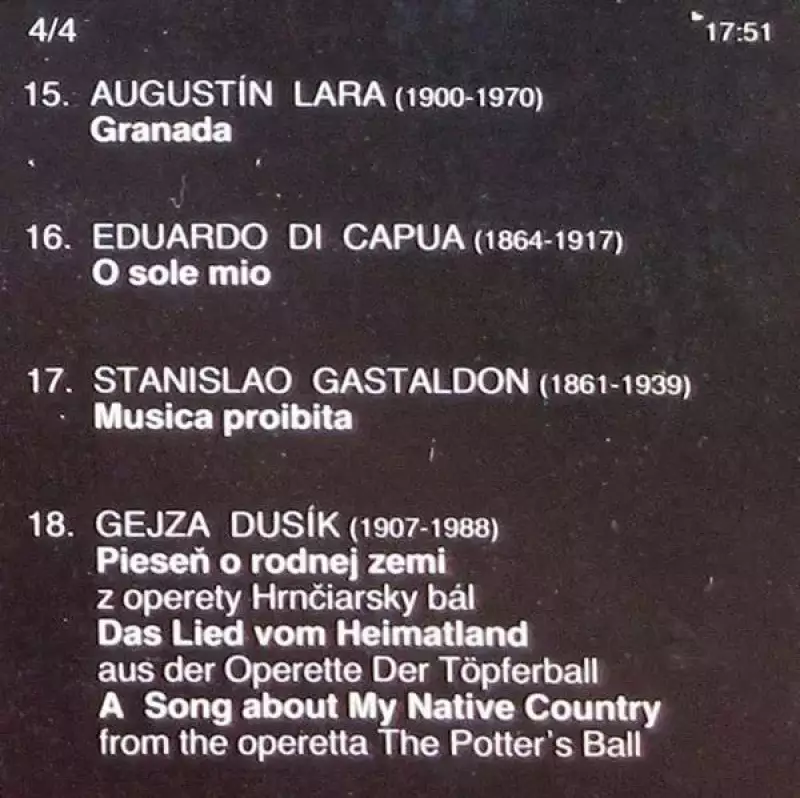 4/4 17:51
15. AUGUSTÍN LARA (1900-1970)
Granada
16. EDUARDO DI CAPUA (1864-1917)
O sole mio
17. STANISLAO GASTALDON (1861-1939)
Musica proibita
18. GEJZA DUSÍK (1907-1988)
Pieseň o rodnej zemi
z operety Hrnčiarsky bál
Das Lied vom Heimatland
aus der Operette Der Töpferball
A Song about My Native Country
from the operetta The Potter's Ball